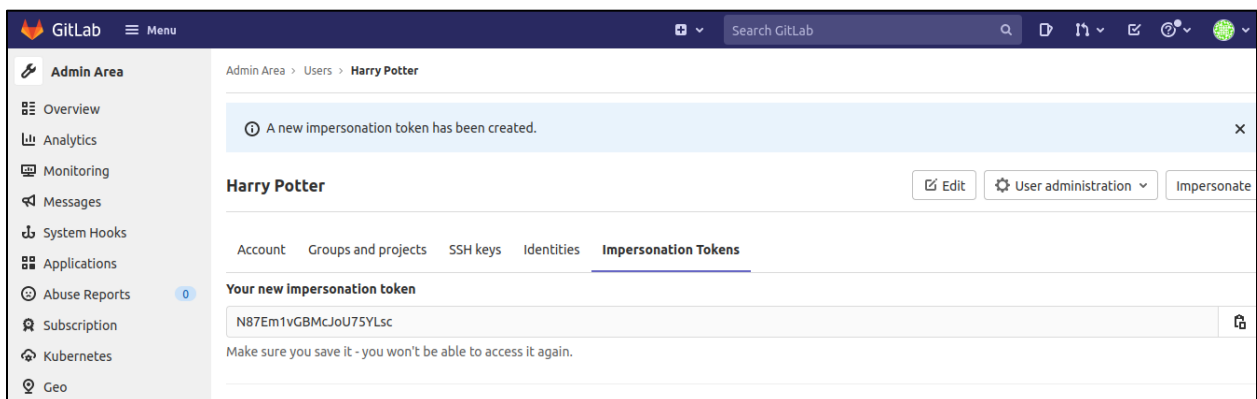 GitLab Menu Search GitLab
Admin Area
Overview
Analytics
Monitoring
Messages
System Hooks
Applications
Abuse Reports 0
Subscription
Kubernetes
Geo
Admin Area > Users > Harry Potter
A new impersonation token has been created.
Harry Potter Edit User administration Impersonate
Account Groups and projects SSH keys Identities Impersonation Tokens
Your new impersonation token
N87Em1vGBMcJoU75YLsc
Make sure you save it - you won't be able to access it again.